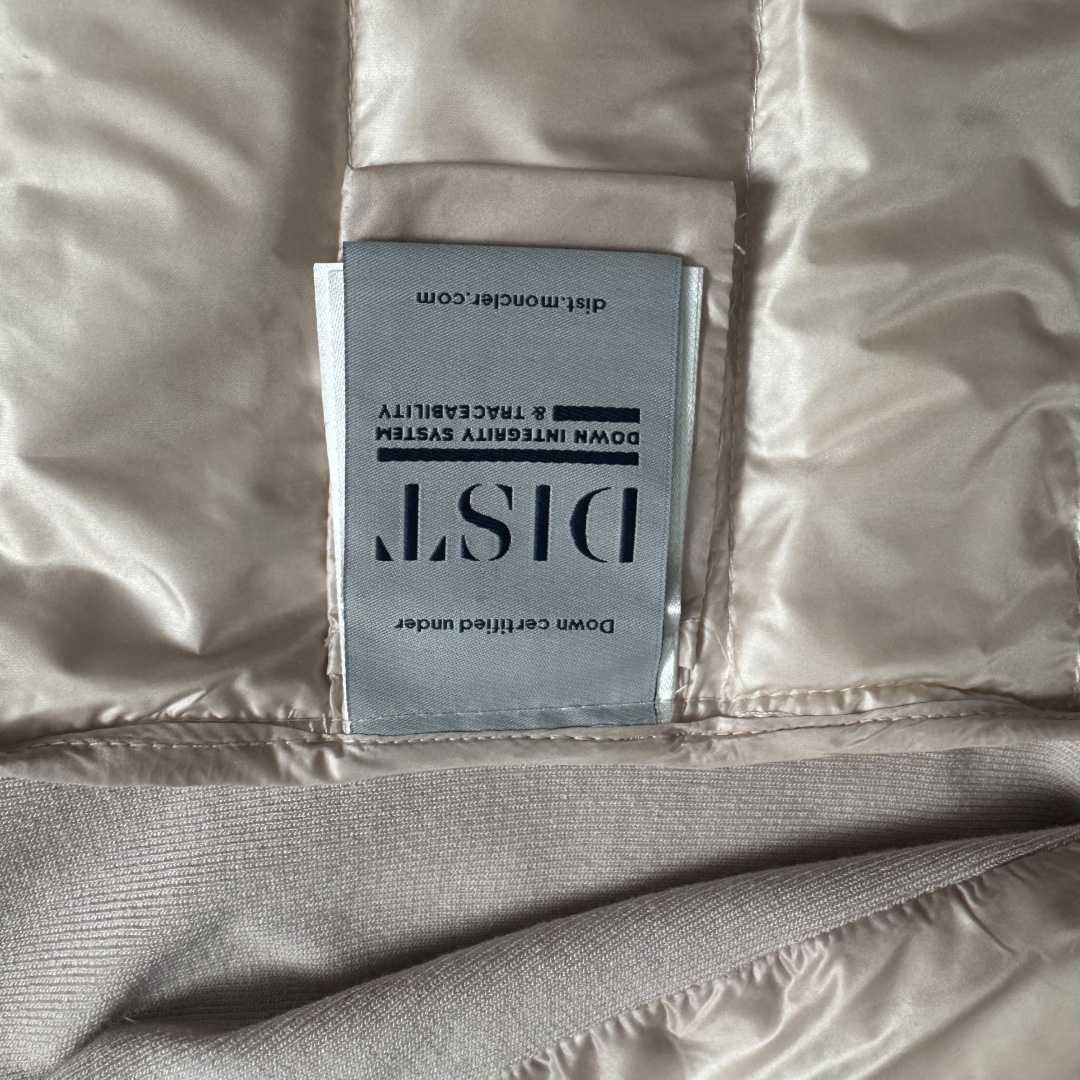 Down certified under
DIST
DOWN INTEGRITY SYSTEM
& TRACEABILITY
dist.moncler.com